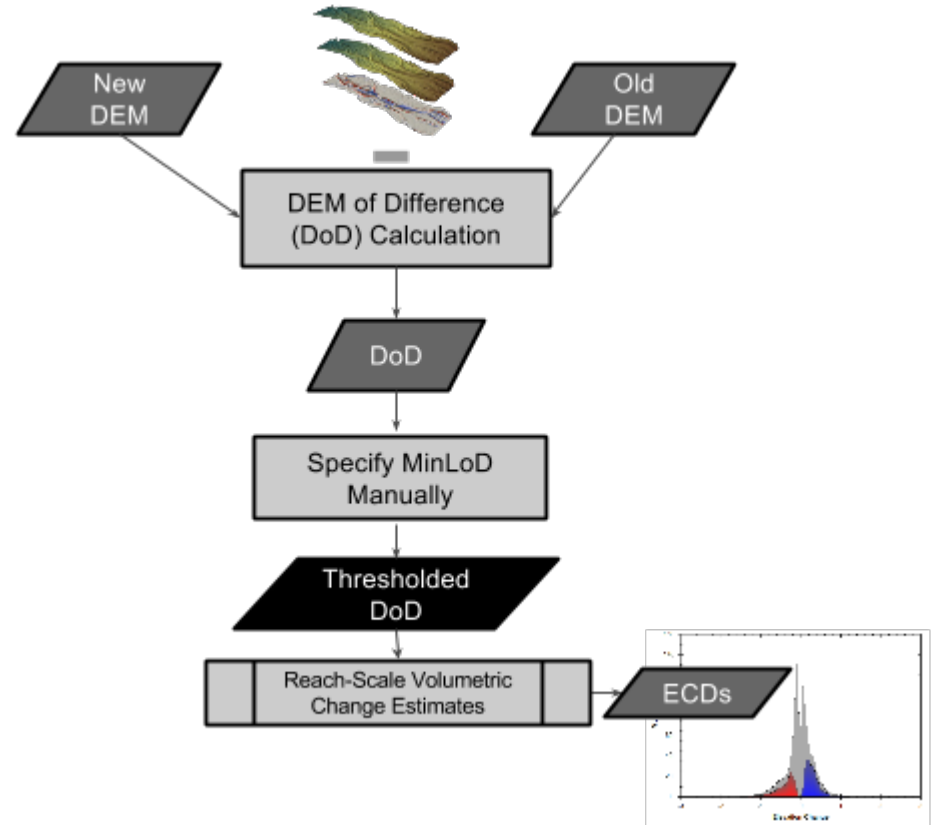 New
DEM
Old
DEM
DEM of Difference
(DoD) Calculation
DoD
Specify MinLoD
Manually
Thresholded
DoD
Reach-Scale Volumetric
Change Estimates
ECDs